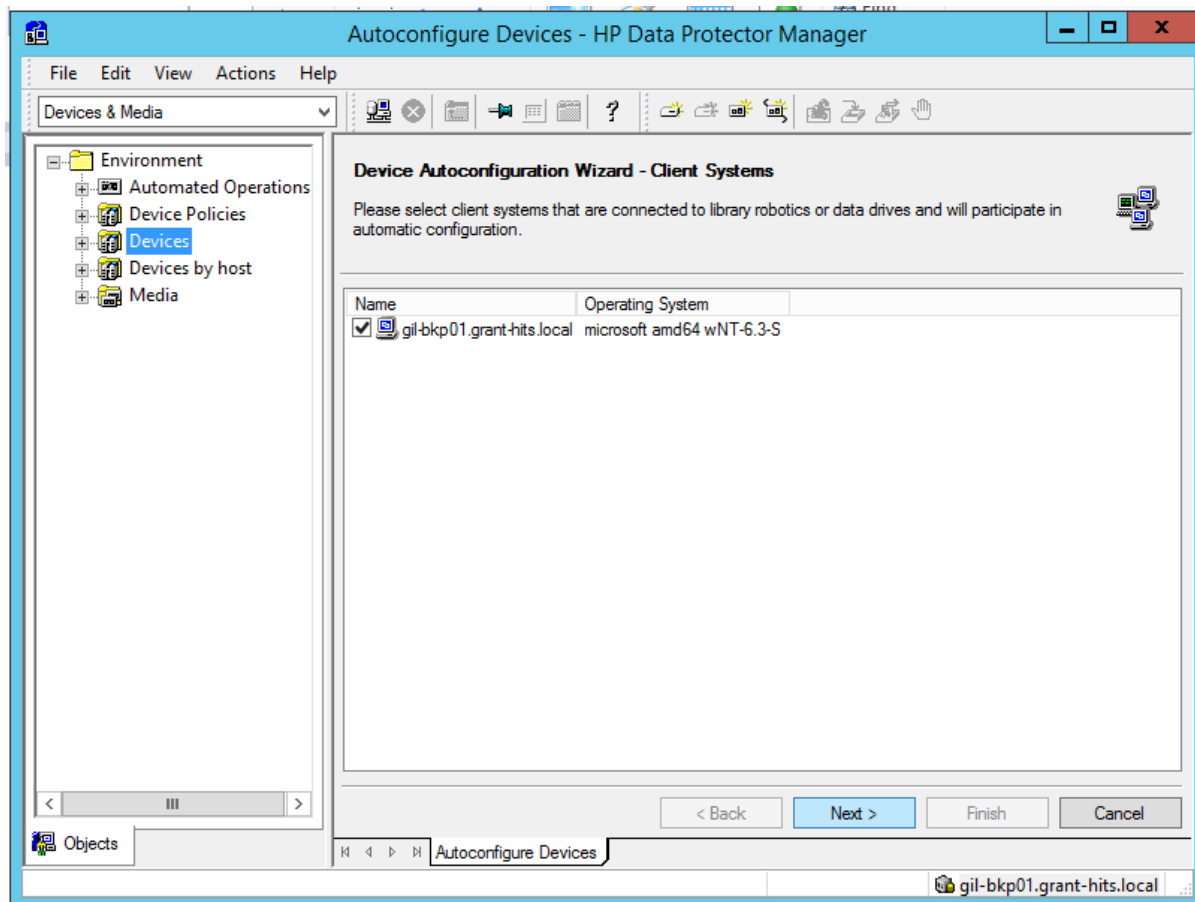 Autoconfigure Devices - HP Data Protector Manager
File Edit View Actions Help
Devices & Media
Environment
Automated Operations
Device Policies
Devices
Devices by host
Media
Objects
Device Autoconfiguration Wizard - Client Systems
Please select client systems that are connected to library robotics or data drives and will participate in
automatic configuration.
Name Operating System
gil-bkp01.grant-hits.local microsoft amd64 wNT-6.3-S
< Back Next > Finish Cancel
Autoconfigure Devices
gil-bkp01.grant-hits.local